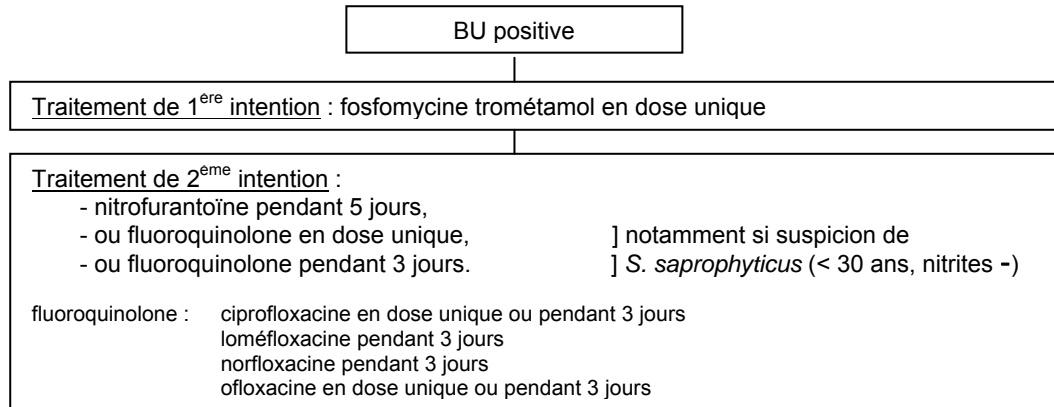 BU positive
Traitement de 1ère intention : fosfomycine trométamol en dose unique
Traitement de 2ème intention :
- nitrofurantoïne pendant 5 jours,
- ou fluoroquinolone en dose unique, ] notamment si suspicion de
- ou fluoroquinolone pendant 3 jours. ] S. saprophyticus (< 30 ans, nitrites -)
fluoroquinolone : ciprofloxacine en dose unique ou pendant 3 jours
loméfloxacine pendant 3 jours
norfloxacine pendant 3 jours
ofloxacine en dose unique ou pendant 3 jours